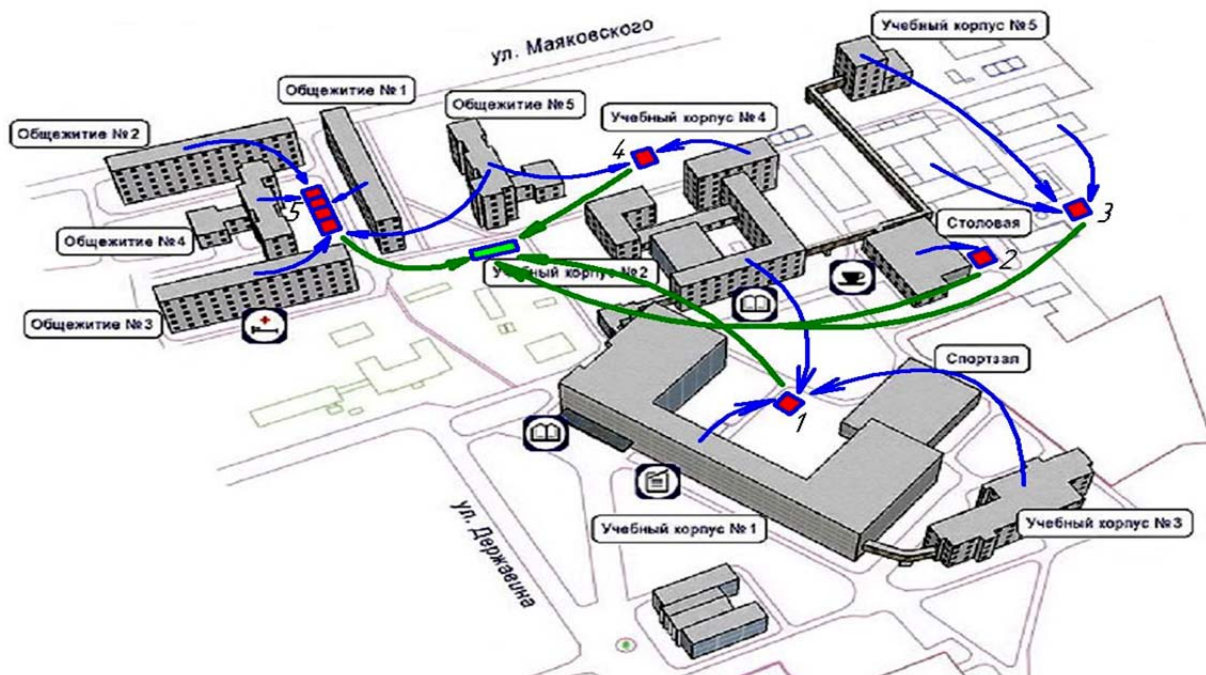 Учебный корпус №5
ул. Маяковского
Общежитие №1
Общежитие №5
Учебный корпус №4
Общежитие №2
4
5
3
Столовая
Общежитие №4
2
Учебный корпус №2
Общежитие №3
Спортзал
1
ул. Державина
Учебный корпус №1
Учебный корпус №3